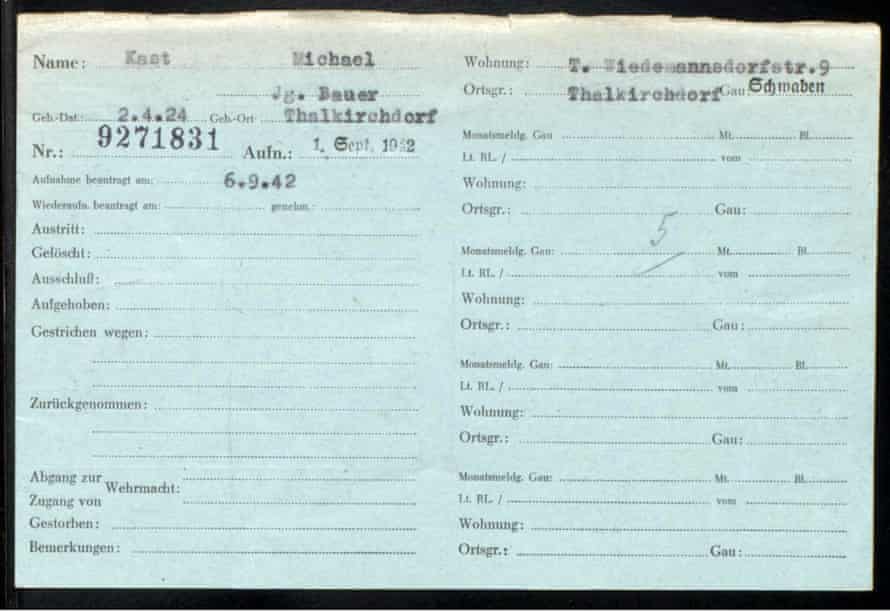 Name: Kast Michael
Jg. Bauer
Geb.-Dat.: 2.4.24 Geb.-Ort Thalkirchdorf
Nr.: 9271831 Aufn.: 1. Sept. 1942
Aufnahme beantragt am: 6.9.42
Wiederaufn. beantragt am: genehm.:
Austritt:
Gelöscht:
Ausschluß:
Aufgehoben:
Gestrichen wegen:
Zurückgenommen:
Abgang zur
Wehrmacht:
Zugang von
Gestorben:
Bemerkungen:
Wohnung: T. Wiedemannsdorfstr.9
Ortsgr.: Thalkirchdorf Gau: Schwaben
Monatsmeldg. Gau Mt. Bl.
Lt. RL. / vom
Wohnung:
Ortsgr.: Gau:
5
Monatsmeldg. Gau: Mt. Bl.
Lt. RL. / vom
Wohnung:
Ortsgr.: Gau:
Monatsmeldg. Gau: Mt. Bl.
Lt. RL. / vom
Wohnung:
Ortsgr.: Gau:
Monatsmeldg. Gau: Mt. Bl.
Lt. RL. / vom
Wohnung:
Ortsgr.: Gau: